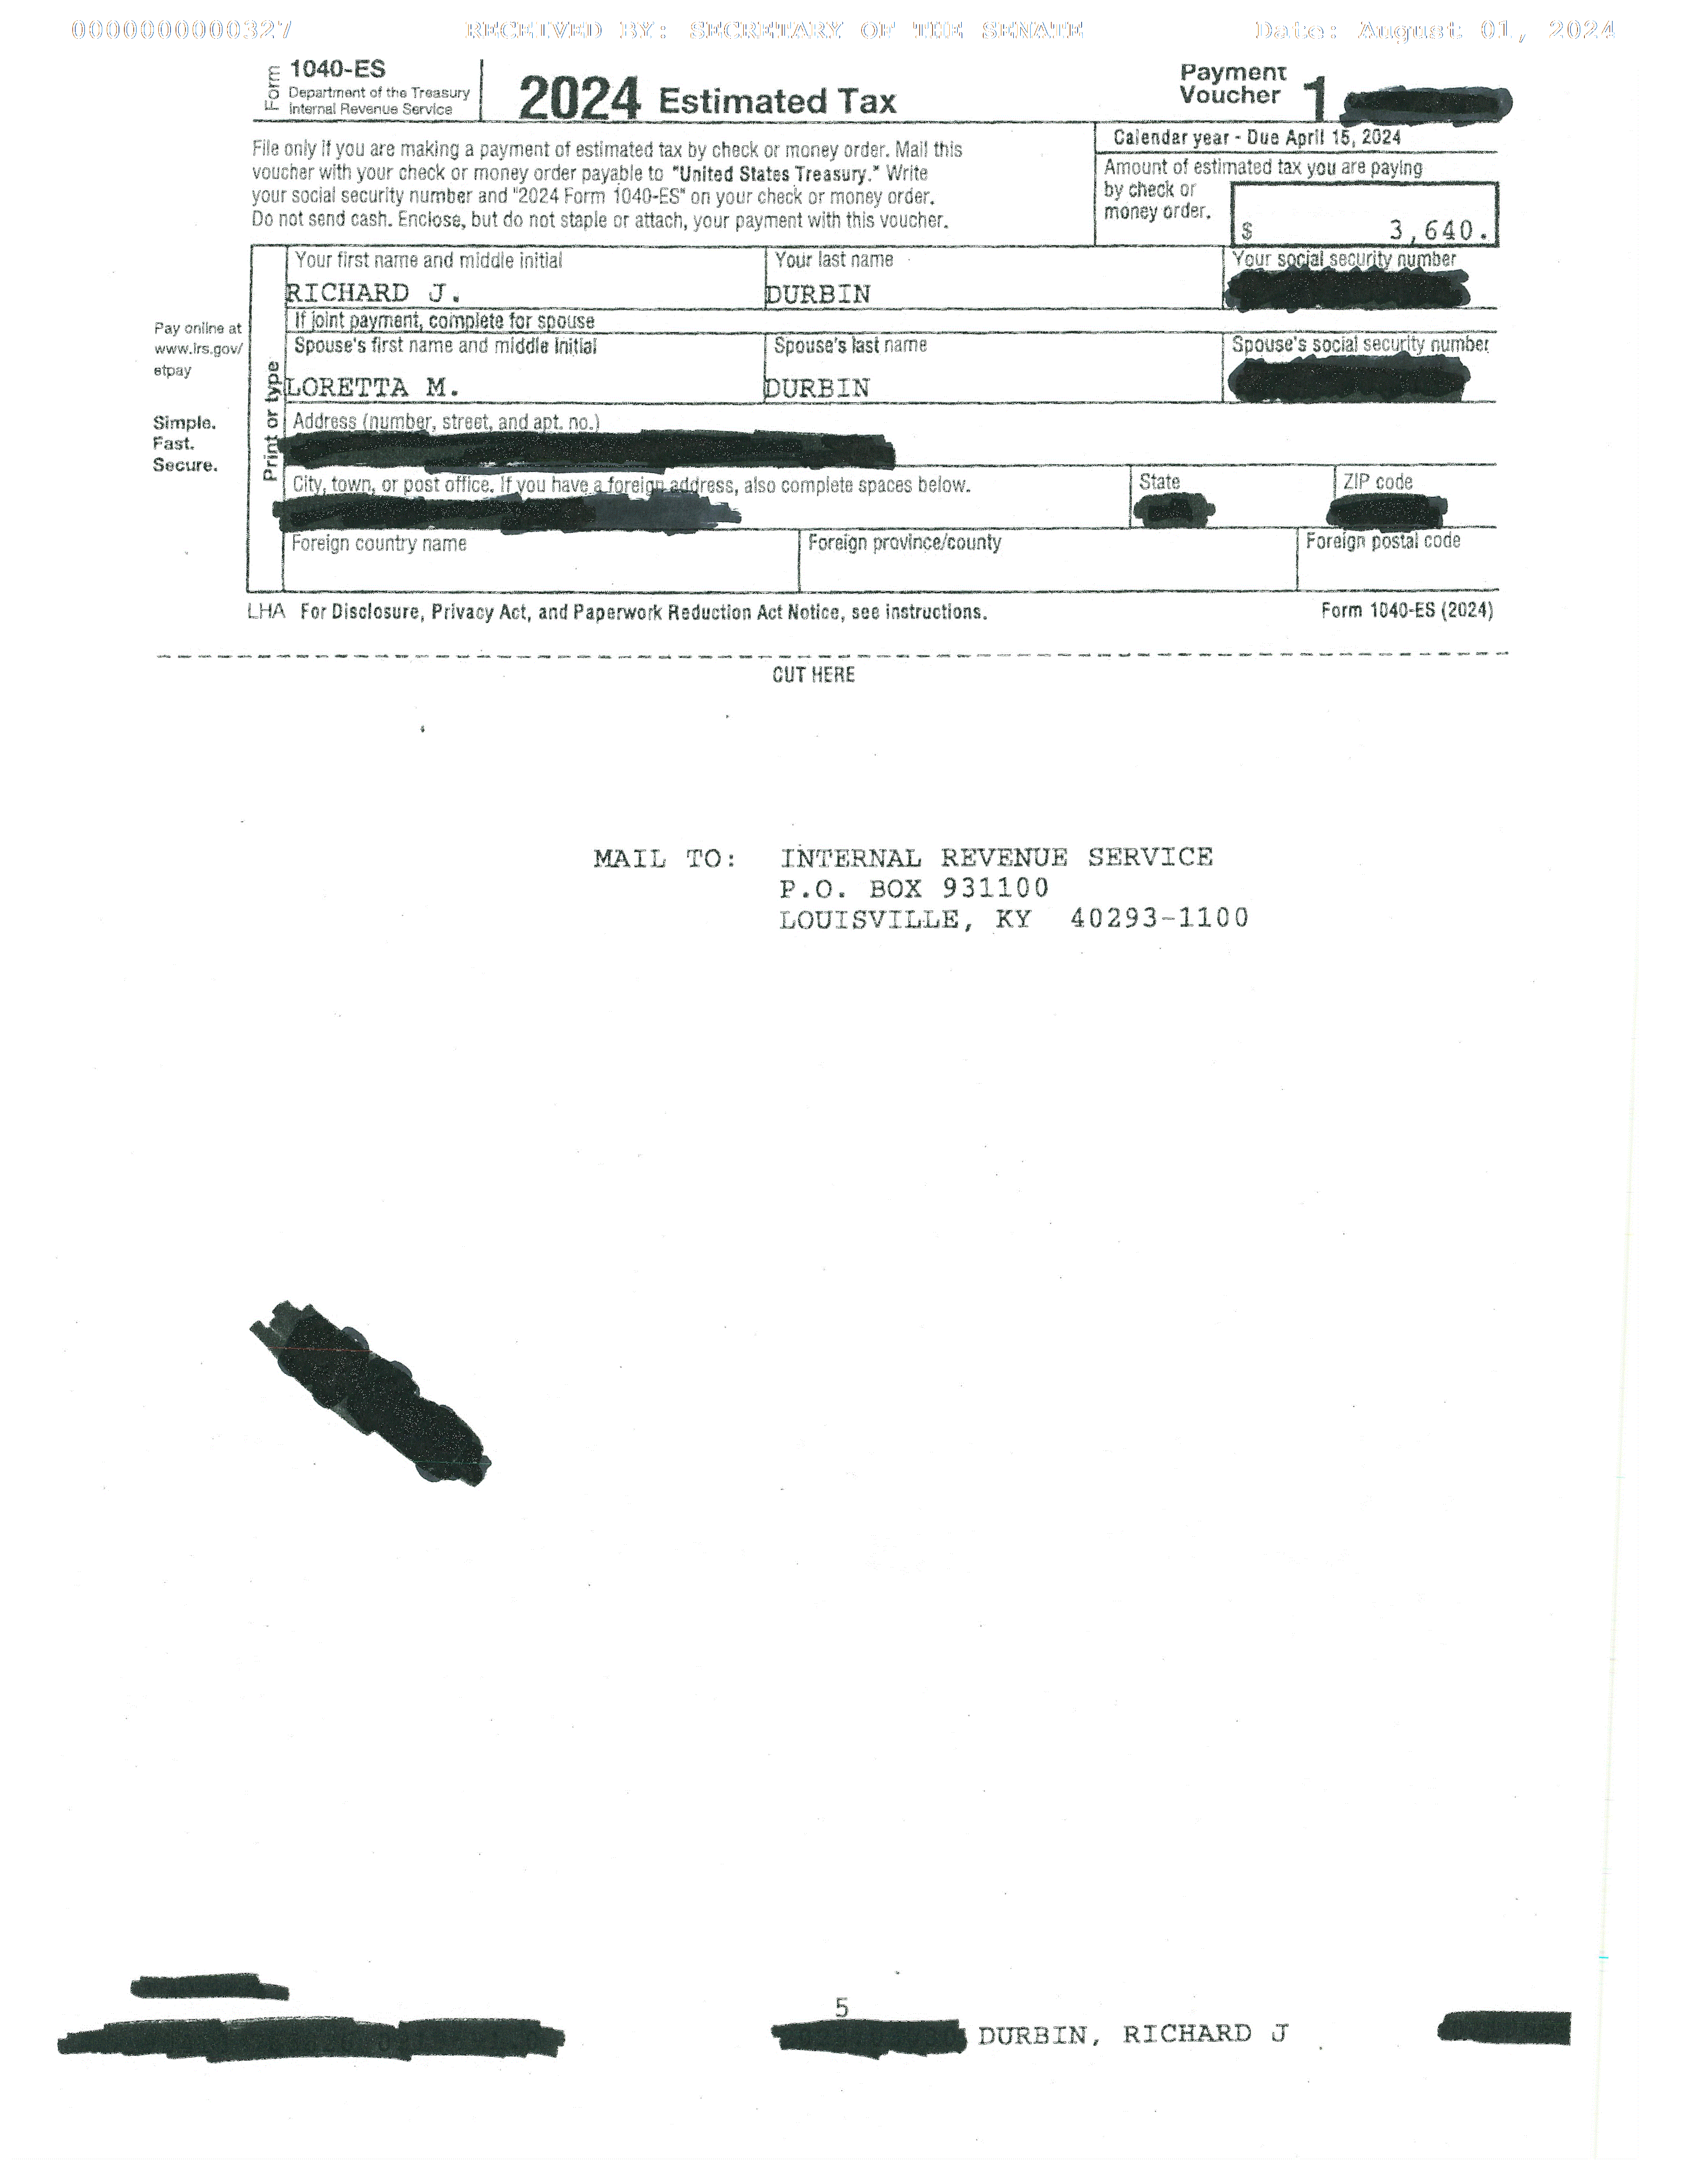 0000000000327 RECEIVED BY: SECRETARY OF THE SENATE Date: August 01, 2024
Form 1040-ES
Department of the Treasury
Internal Revenue Service
2024 Estimated Tax
Payment
Voucher 1
File only if you are making a payment of estimated tax by check or money order. Mail this
voucher with your check or money order payable to "United States Treasury." Write
your social security number and "2024 Form 1040-ES" on your check or money order.
Do not send cash. Enclose, but do not staple or attach, your payment with this voucher.
Calendar year - Due April 15, 2024
Amount of estimated tax you are paying
by check or
money order.
$ 3,640.
Pay online at
www.irs.gov/
etpay
Simple.
Fast.
Secure.
Print or type
Your first name and middle initial Your last name Your social security number
RICHARD J. DURBIN
If joint payment, complete for spouse
Spouse's first name and middle initial Spouse's last name Spouse's social security number
LORETTA M. DURBIN
Address (number, street, and apt. no.)
City, town, or post office. If you have a foreign address, also complete spaces below. State ZIP code
Foreign country name Foreign province/county Foreign postal code
LHA For Disclosure, Privacy Act, and Paperwork Reduction Act Notice, see instructions. Form 1040-ES (2024)
CUT HERE
MAIL TO: INTERNAL REVENUE SERVICE
P.O. BOX 931100
LOUISVILLE, KY 40293-1100
5
DURBIN, RICHARD J